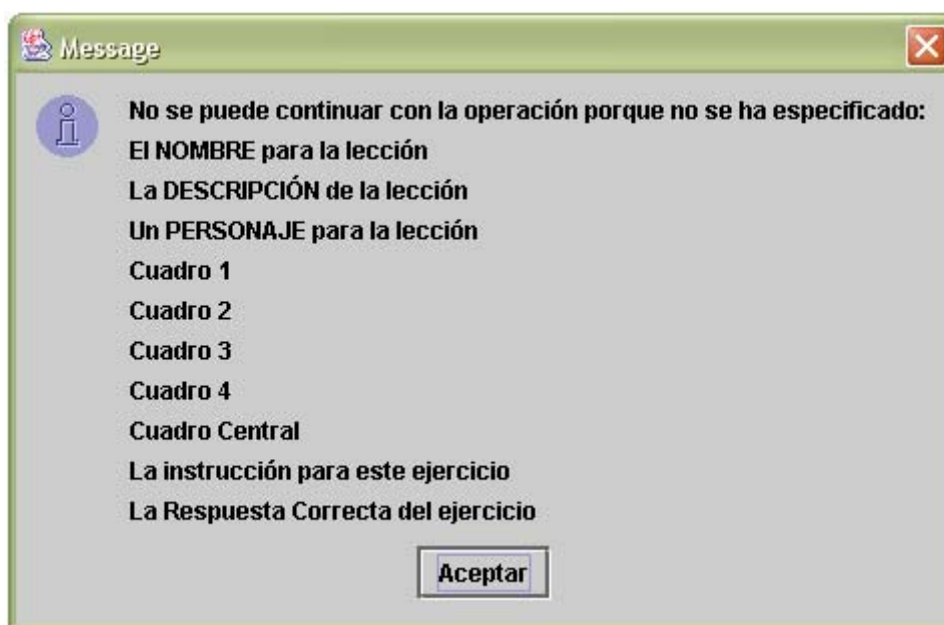 Message
No se puede continuar con la operación porque no se ha especificado:
El NOMBRE para la lección
La DESCRIPCIÓN de la lección
Un PERSONAJE para la lección
Cuadro 1
Cuadro 2
Cuadro 3
Cuadro 4
Cuadro Central
La instrucción para este ejercicio
La Respuesta Correcta del ejercicio
Aceptar